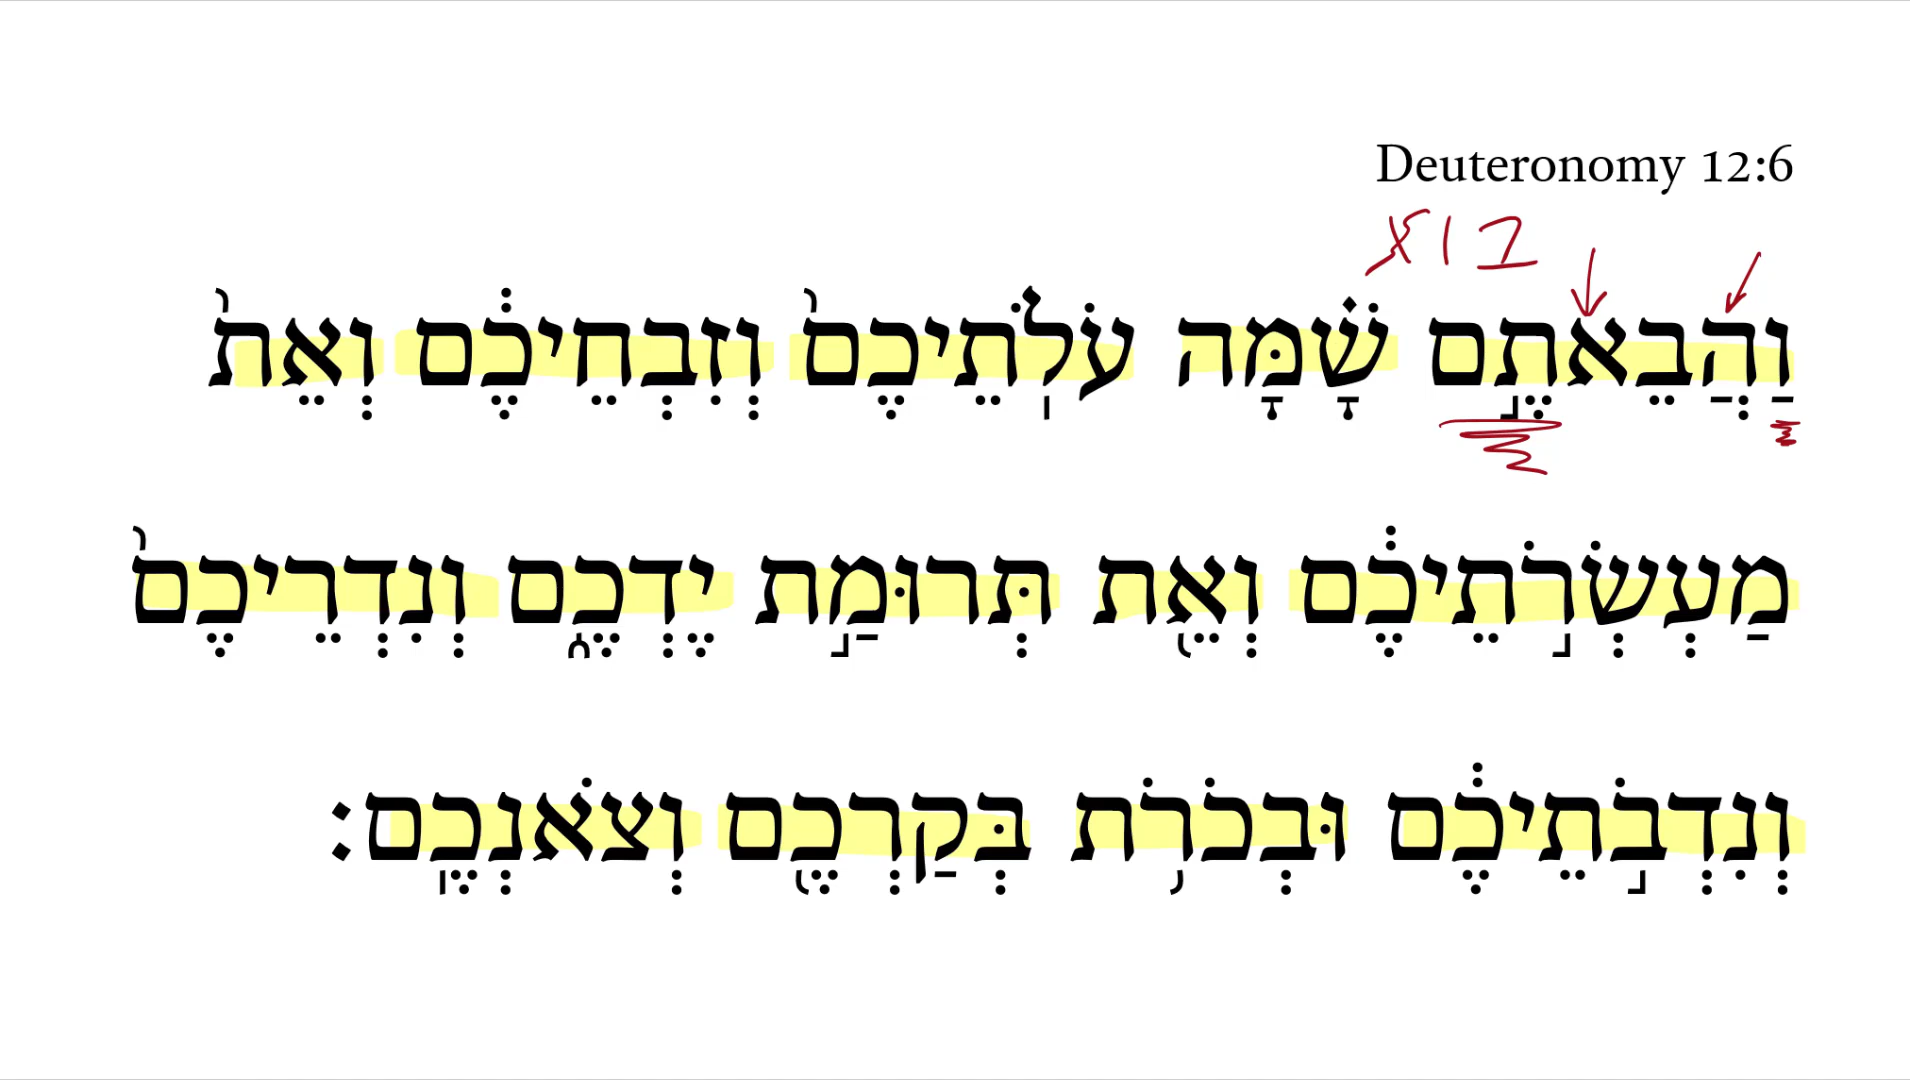 Deuteronomy 12:6
בוא
וַהֲבֵאתֶ֣ם שָׁ֗מָּה עֹלֹ֤תֵיכֶם֙ וְזִבְחֵיכֶ֔ם וְאֵת֙
מַעְשְׂרֹ֣תֵיכֶ֔ם וְאֵ֖ת תְּרוּמַ֣ת יֶדְכֶ֑ם וְנִדְרֵיכֶם֙
וְנִדְבֹ֣תֵיכֶ֔ם וּבְכֹרֹ֥ת בְּקַרְכֶ֖ם וְצֹאנְכֶֽם׃